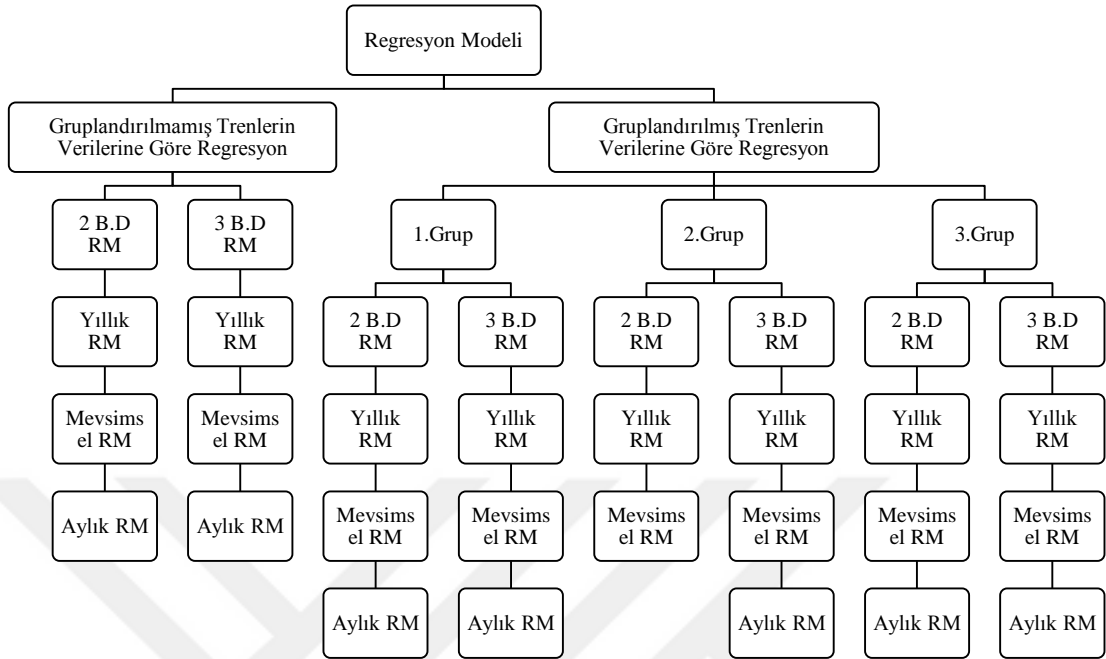 Regresyon Modeli
Gruplandırılmamış Trenlerin
Verilerine Göre Regresyon
Gruplandırılmış Trenlerin
Verilerine Göre Regresyon
2 B.D
RM
3 B.D
RM
1.Grup
2.Grup
3.Grup
Yıllık
RM
Yıllık
RM
2 B.D
RM
3 B.D
RM
2 B.D
RM
3 B.D
RM
2 B.D
RM
3 B.D
RM
Mevsims
el RM
Mevsims
el RM
Yıllık
RM
Yıllık
RM
Yıllık
RM
Yıllık
RM
Yıllık
RM
Yıllık
RM
Aylık RM
Aylık RM
Mevsims
el RM
Mevsims
el RM
Mevsims
el RM
Mevsims
el RM
Mevsims
el RM
Mevsims
el RM
Aylık RM
Aylık RM
Aylık RM
Aylık RM
Aylık RM